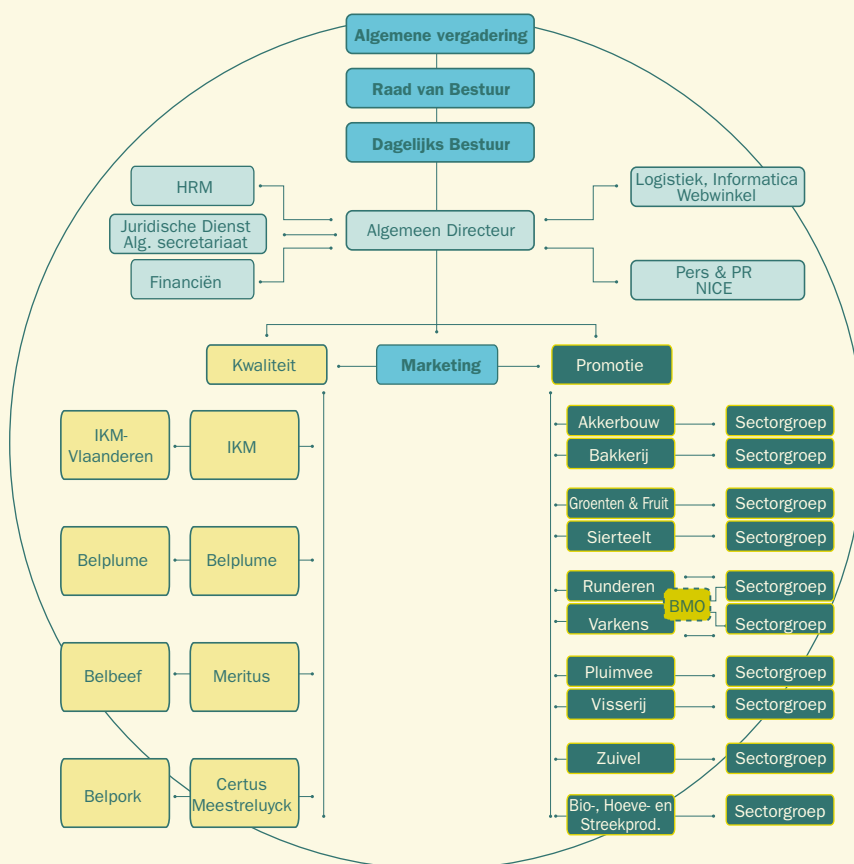 Algemene vergadering
Raad van Bestuur
Dagelijks Bestuur
HRM
Juridische Dienst
Alg. secretariaat
Financiën
Algemeen Directeur
Logistiek, Informatica
Webwinkel
Pers & PR
NICE
Kwaliteit
Marketing
Promotie
IKM-
Vlaanderen
IKM
Belplume
Belplume
Belbeef
Meritus
Belpork
Certus
Meestreluyck
Akkerbouw
Sectorgroep
Bakkerij
Sectorgroep
Groenten & Fruit
Sectorgroep
Sierteelt
Sectorgroep
Runderen
Sectorgroep
BMO
Varkens
Sectorgroep
Pluimvee
Sectorgroep
Visserij
Sectorgroep
Zuivel
Sectorgroep
Bio-, Hoeve- en
Streekprod.
Sectorgroep